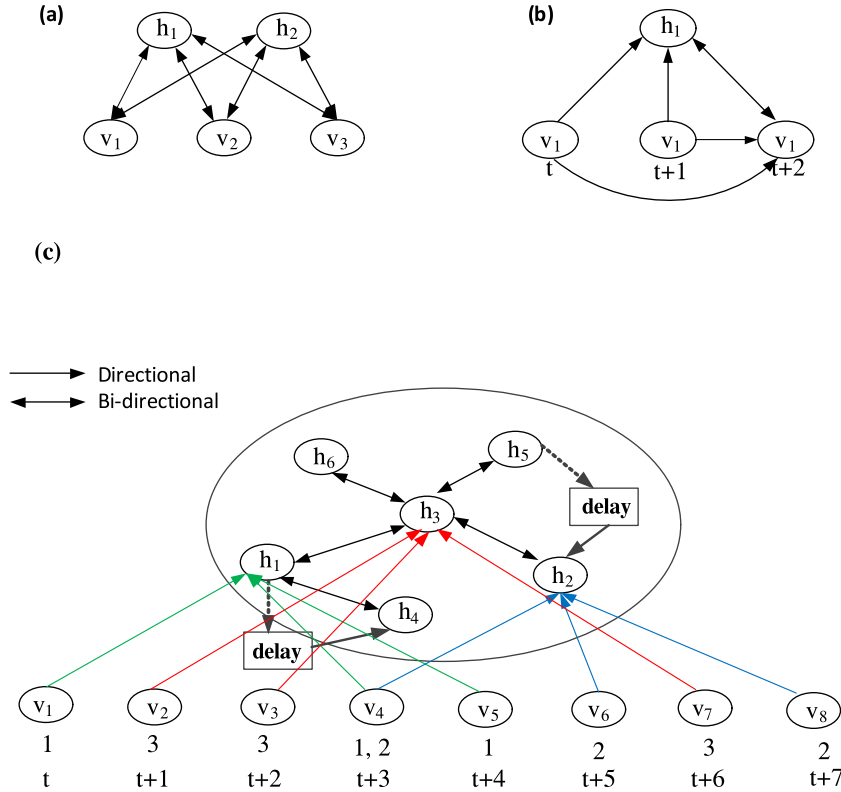 (a)
h1 h2
v1 v2 v3
(b)
h1
v1 v1 v1
t t+1 t+2
(c)
Directional
Bi-directional
h6 h5
h3 delay
h1 h2
h4
delay
v1 v2 v3 v4 v5 v6 v7 v8
1 3 3 1, 2 1 2 3 2
t t+1 t+2 t+3 t+4 t+5 t+6 t+7